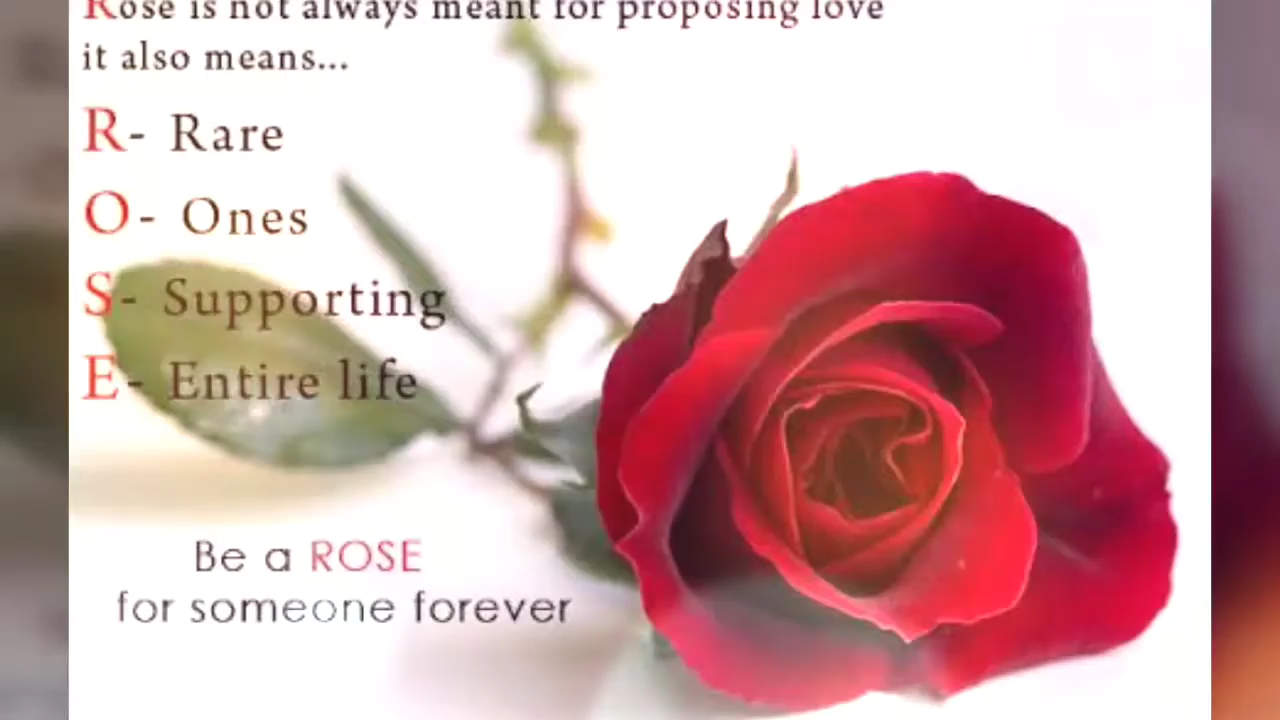 Rose is not always meant for proposing love
it also means...
R- Rare
O- Ones
S- Supporting
E- Entire life
Be a ROSE
for someone forever